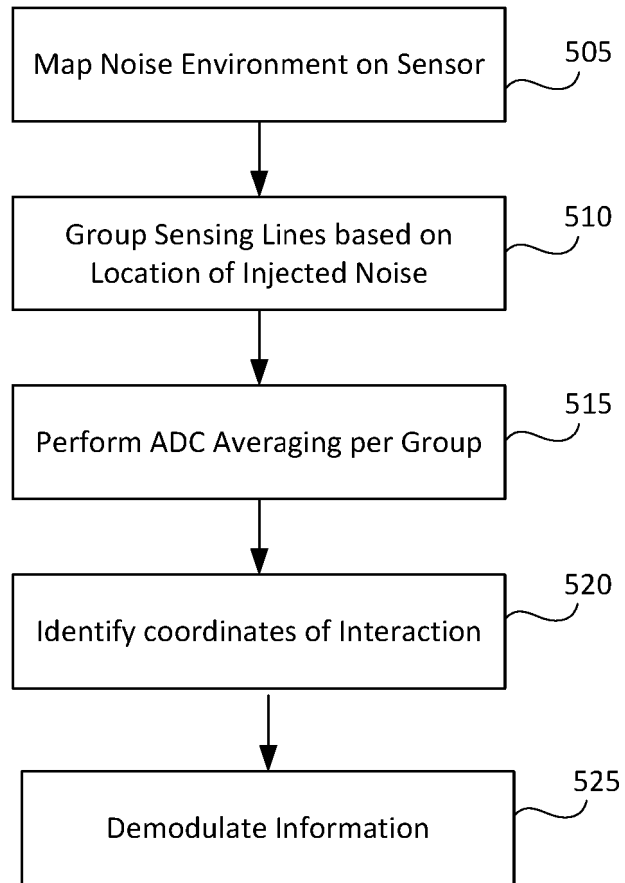 Map Noise Environment on Sensor
505
Group Sensing Lines based on
Location of Injected Noise
510
Perform ADC Averaging per Group
515
Identify coordinates of Interaction
520
Demodulate Information
525